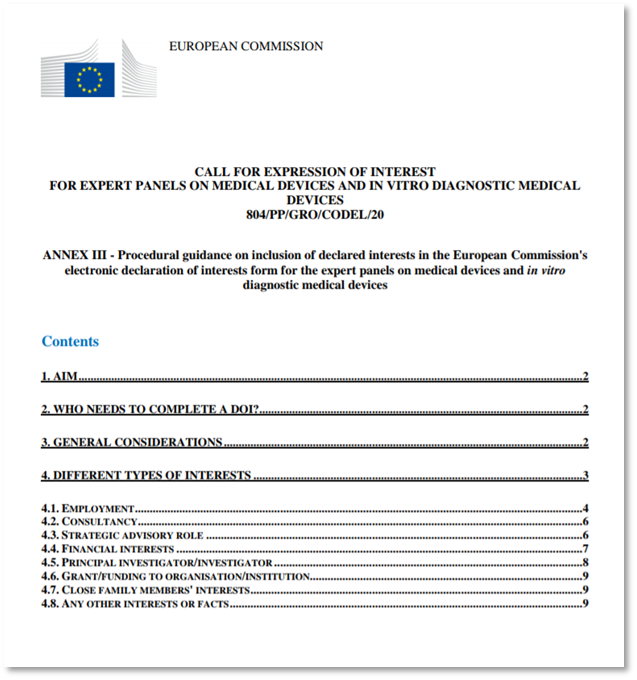 EUROPEAN COMMISSION
CALL FOR EXPRESSION OF INTEREST
FOR EXPERT PANELS ON MEDICAL DEVICES AND IN VITRO DIAGNOSTIC MEDICAL
DEVICES
804/PP/GRO/CODEL/20
ANNEX III - Procedural guidance on inclusion of declared interests in the European Commission's
electronic declaration of interests form for the expert panels on medical devices and in vitro
diagnostic medical devices
Contents
1. AIM....................2
2. WHO NEEDS TO COMPLETE A DOI?....................2
3. GENERAL CONSIDERATIONS....................2
4. DIFFERENT TYPES OF INTERESTS....................3
4.1. EMPLOYMENT....................4
4.2. CONSULTANCY....................6
4.3. STRATEGIC ADVISORY ROLE....................6
4.4. FINANCIAL INTERESTS....................7
4.5. PRINCIPAL INVESTIGATOR/INVESTIGATOR....................8
4.6. GRANT/FUNDING TO ORGANISATION/INSTITUTION....................9
4.7. CLOSE FAMILY MEMBERS' INTERESTS....................9
4.8. ANY OTHER INTERESTS OR FACTS....................9